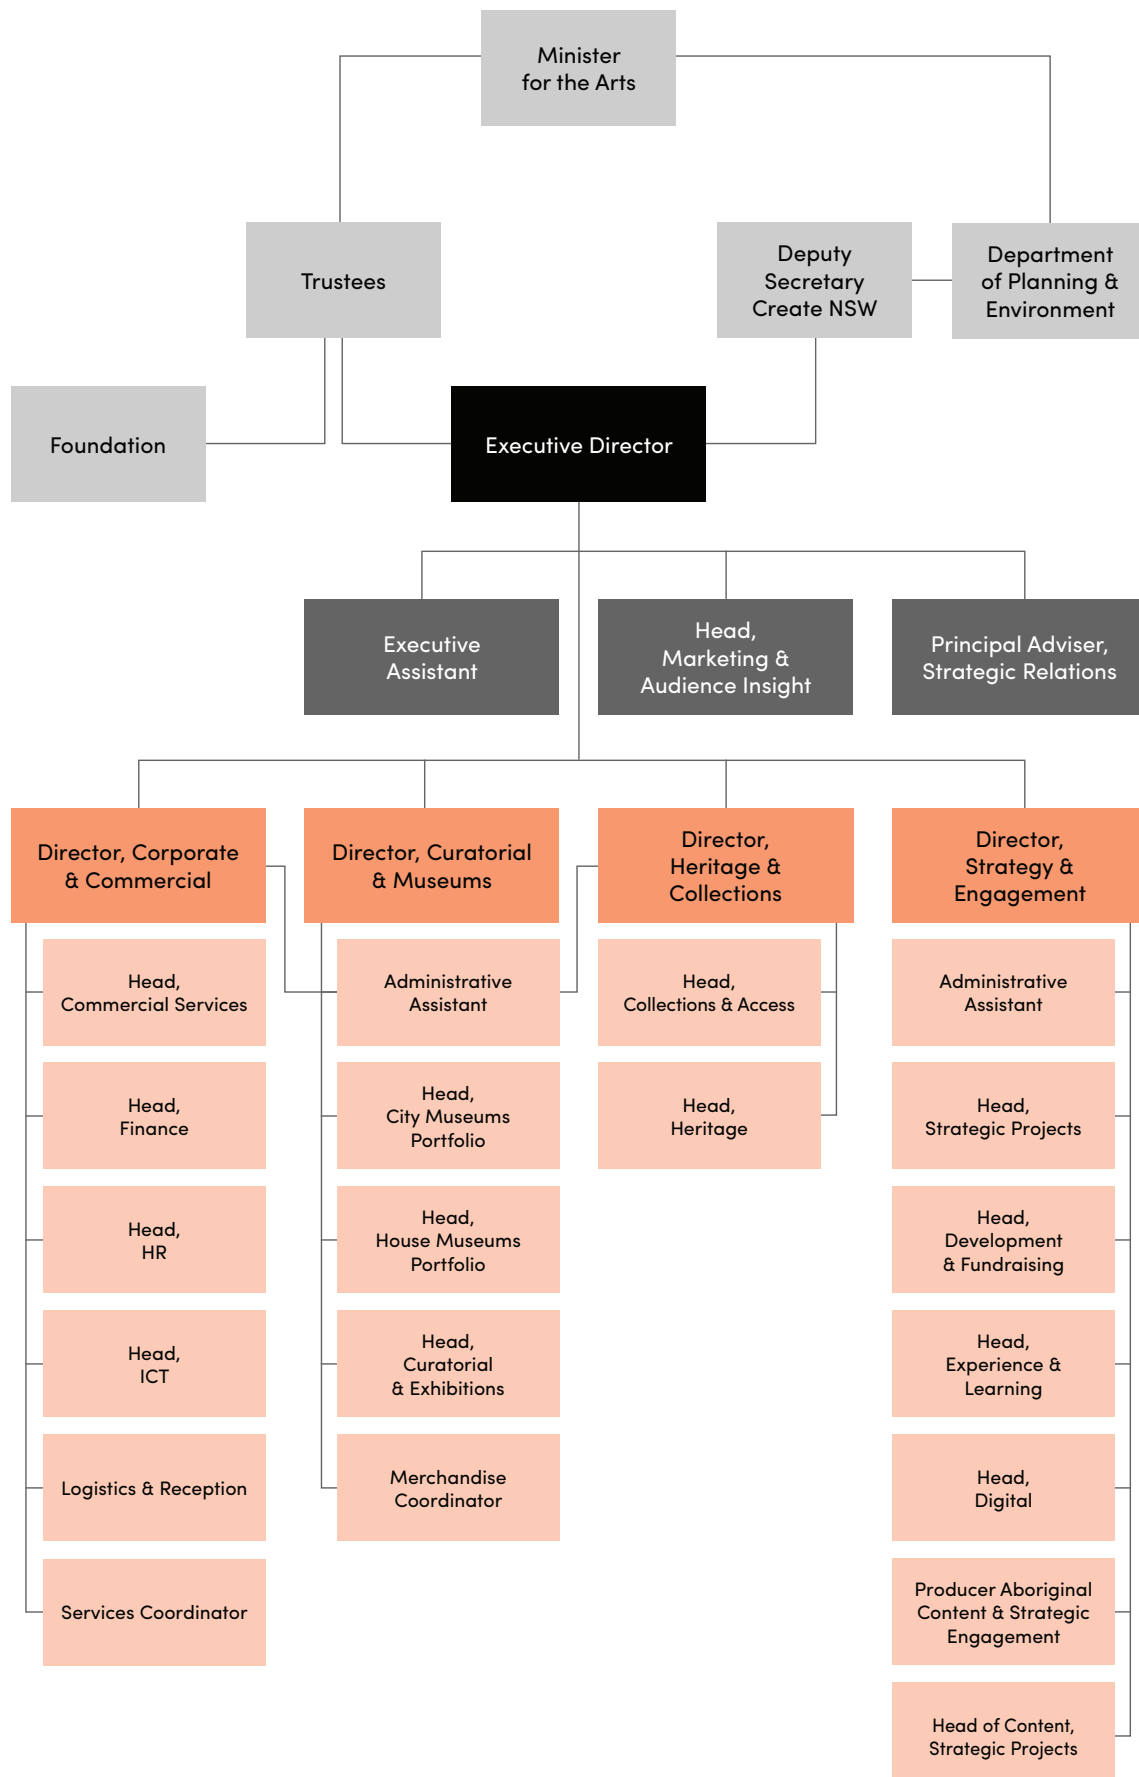 Minister
for the Arts
Trustees
Deputy
Secretary
Create NSW
Department
of Planning &
Environment
Foundation
Executive Director
Executive
Assistant
Head,
Marketing &
Audience Insight
Principal Adviser,
Strategic Relations
Director, Corporate
& Commercial
Director, Curatorial
& Museums
Director,
Heritage &
Collections
Director,
Strategy &
Engagement
Head,
Commercial Services
Administrative
Assistant
Head,
Collections & Access
Administrative
Assistant
Head,
Finance
Head,
City Museums
Portfolio
Head,
Heritage
Head,
Strategic Projects
Head,
HR
Head,
House Museums
Portfolio
Head,
Development
& Fundraising
Head,
ICT
Head,
Curatorial
& Exhibitions
Head,
Experience &
Learning
Logistics & Reception
Merchandise
Coordinator
Head,
Digital
Services Coordinator
Producer Aboriginal
Content & Strategic
Engagement
Head of Content,
Strategic Projects